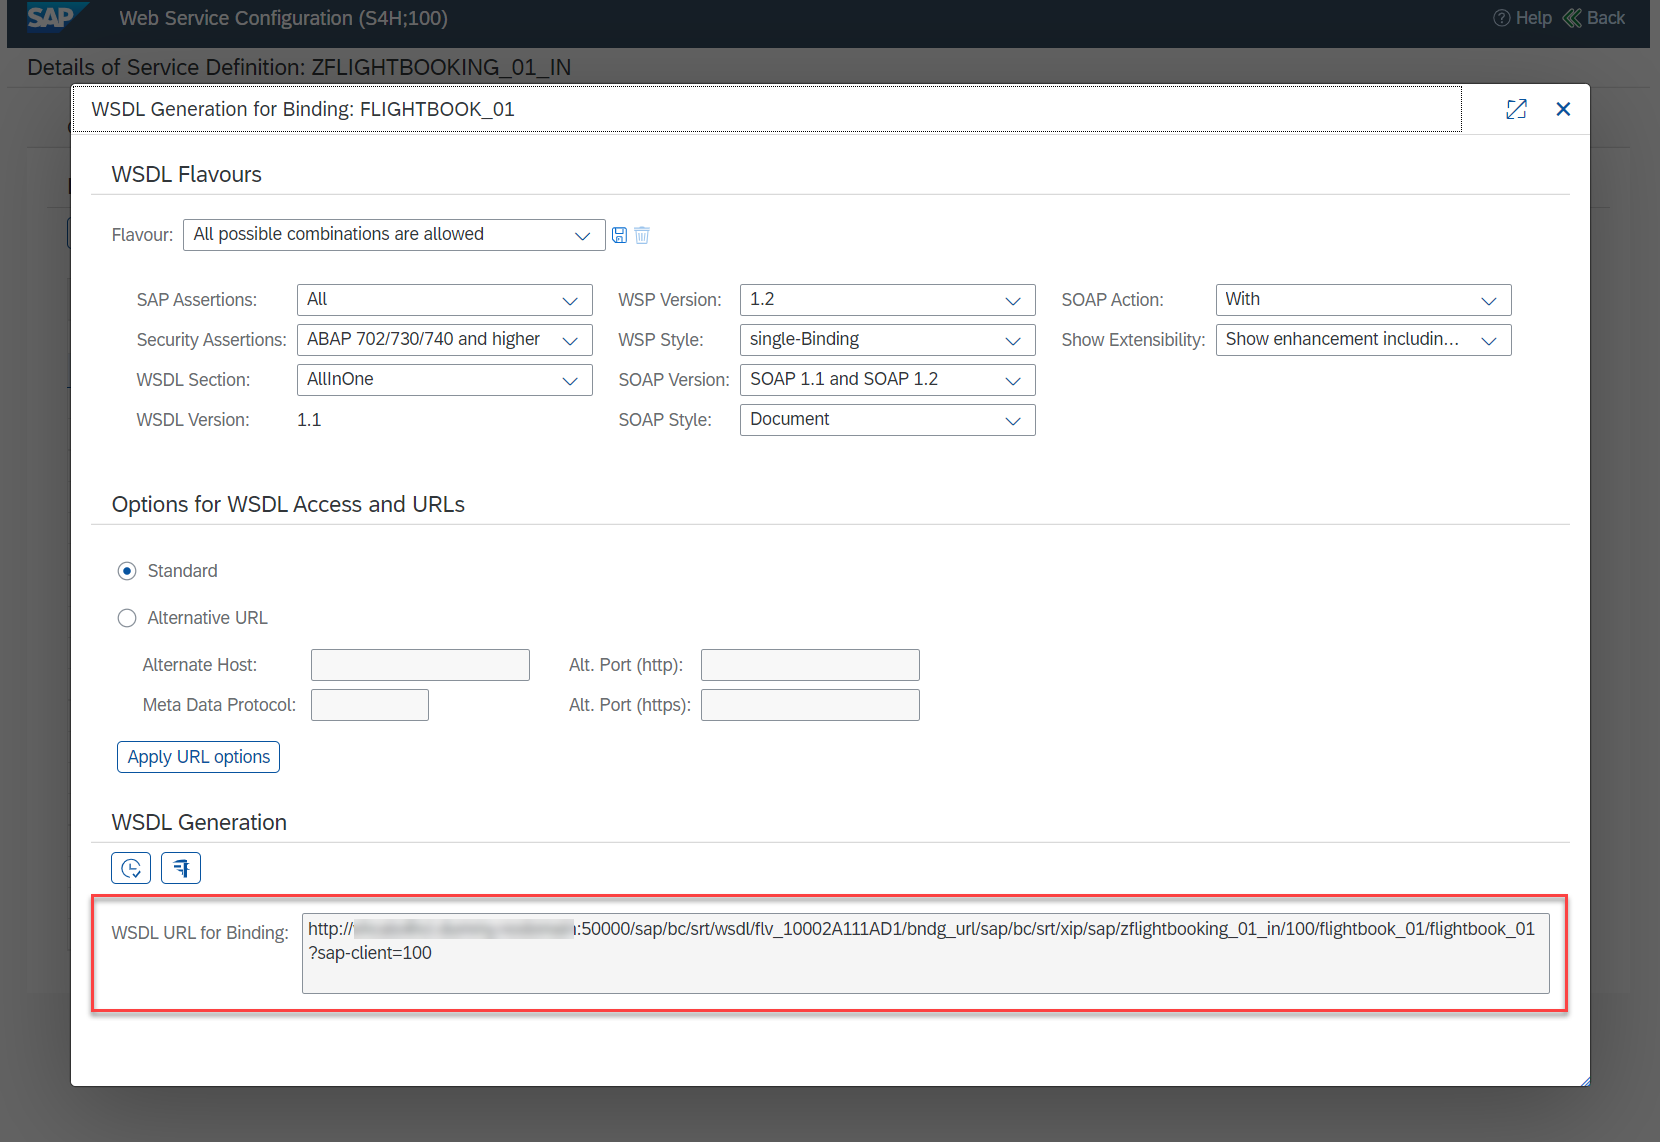 SAP Web Service Configuration (S4H;100) Help Back
Details of Service Definition: ZFLIGHTBOOKING_01_IN
WSDL Generation for Binding: FLIGHTBOOK_01
WSDL Flavours
Flavour: All possible combinations are allowed
SAP Assertions: All WSP Version: 1.2 SOAP Action: With
Security Assertions: ABAP 702/730/740 and higher WSP Style: single-Binding Show Extensibility: Show enhancement includin...
WSDL Section: AllInOne SOAP Version: SOAP 1.1 and SOAP 1.2
WSDL Version: 1.1 SOAP Style: Document
Options for WSDL Access and URLs
Standard
Alternative URL
Alternate Host: Alt. Port (http):
Meta Data Protocol: Alt. Port (https):
Apply URL options
WSDL Generation
WSDL URL for Binding: http:// :50000/sap/bc/srt/wsdl/flv_10002A111AD1/bndg_url/sap/bc/srt/xip/sap/zflightbooking_01_in/100/flightbook_01/flightbook_01
?sap-client=100